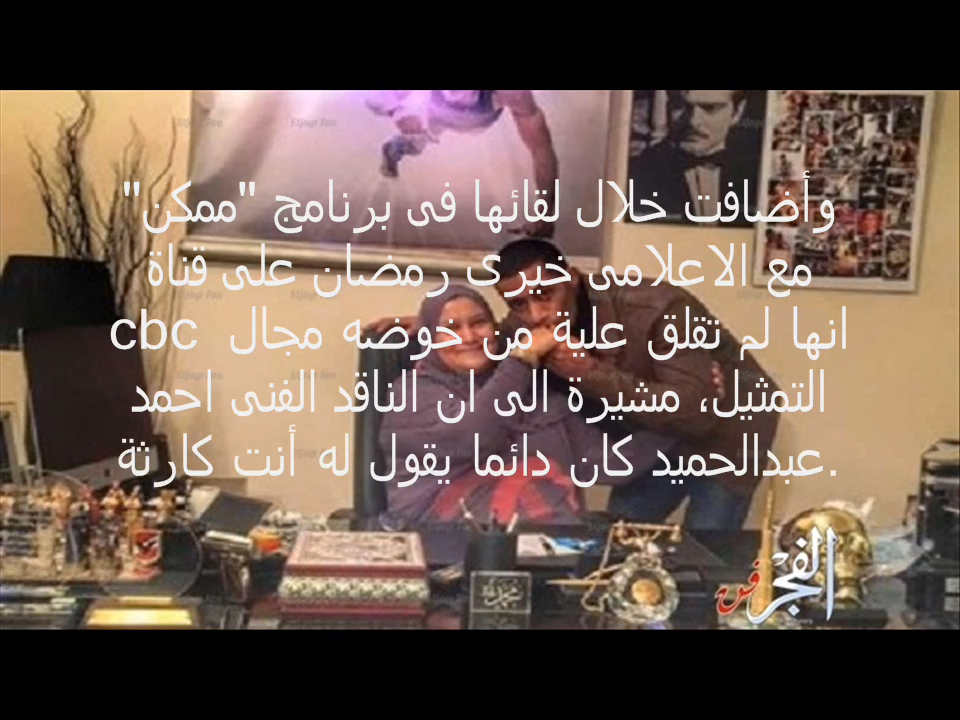 وأضافت خلال لقائها فى برنامج "ممكن"
مع الاعلامى خيرى رمضان على قناة
cbc انها لم تقلق علية من خوضه مجال
التمثيل، مشيرة الى ان الناقد الفنى احمد
عبدالحميد كان دائما يقول له أنت كارثة.
الفجر
فن